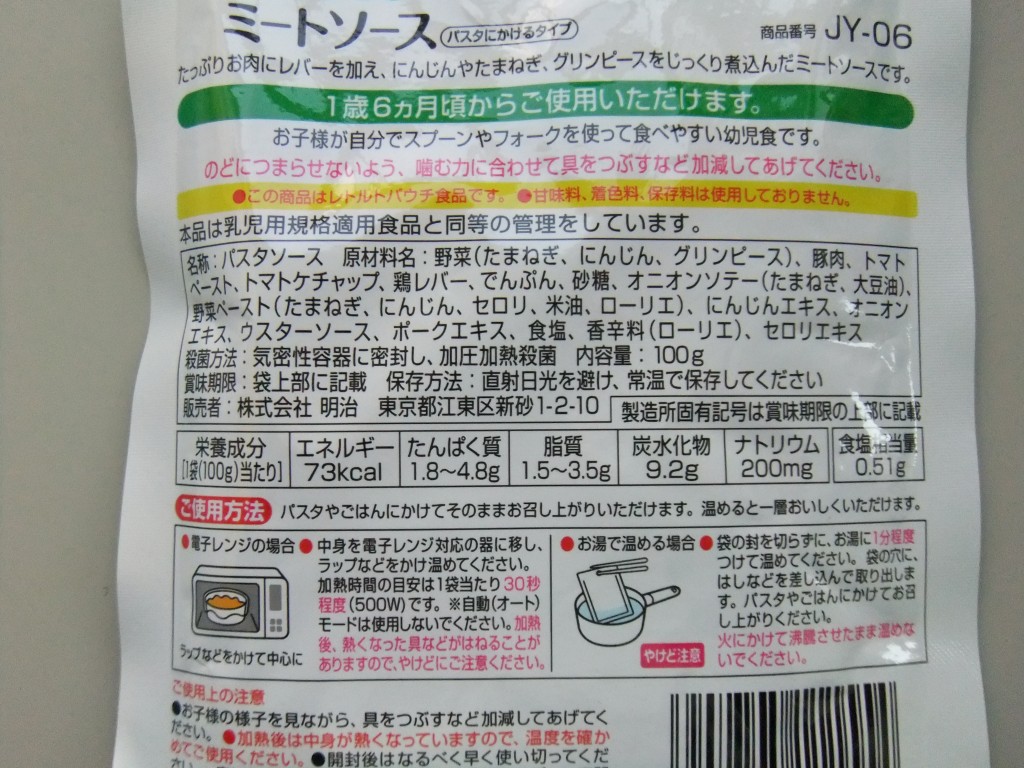 ミートソース (パスタにかけるタイプ) 商品番号 JY-06
たっぷりお肉にレバーを加え、にんじんやたまねぎ、グリンピースをじっくり煮込んだミートソースです。
1歳6ヵ月頃からご使用いただけます。
お子様が自分でスプーンやフォークを使って食べやすい幼児食です。
のどにつまらせないよう、噛む力に合わせて具をつぶすなど加減してあげてください。
●この商品はレトルトパウチ食品です。 ●甘味料、着色料、保存料は使用しておりません。
本品は乳児用規格適用食品と同等の管理をしています。
名称：パスタソース 原材料名：野菜(たまねぎ、にんじん、グリンピース)、豚肉、トマト
ペースト、トマトケチャップ、鶏レバー、でんぷん、砂糖、オニオンソテー(たまねぎ、大豆油)、
野菜ペースト(たまねぎ、にんじん、セロリ、米油、ローリエ)、にんじんエキス、オニオン
エキス、ウスターソース、ポークエキス、食塩、香辛料(ローリエ)、セロリエキス
殺菌方法：気密性容器に密封し、加圧加熱殺菌 内容量：100g
賞味期限：袋上部に記載 保存方法：直射日光を避け、常温で保存してください
販売者：株式会社 明治 東京都江東区新砂1-2-10 製造所固有記号は賞味期限の上部に記載
栄養成分 エネルギー たんぱく質 脂質 炭水化物 ナトリウム 食塩相当量
[1袋(100g)当たり] 73kcal 1.8〜4.8g 1.5〜3.5g 9.2g 200mg 0.51g
ご使用方法 パスタやごはんにかけてそのままお召し上がりいただけます。温めると一層おいしくいただけます。
●電子レンジの場合
ラップなどをかけて中心に
●中身を電子レンジ対応の器に移し、
ラップなどをかけ温めてください。
加熱時間の目安は1袋当たり30秒
程度(500W)です。※自動(オート)
モードは使用しないでください。加熱
後、熱くなった具などがはねることが
ありますので、やけどにご注意ください。
●お湯で温める場合
やけど注意
●袋の封を切らずに、お湯に1分程度
つけて温めてください。袋の穴に、
はしなどを差し込んで取り出しま
す。パスタやごはんにかけてお召
し上がりください。
火にかけて沸騰させたまま温めな
いでください。
ご使用上の注意
●お子様の様子を見ながら、具をつぶすなど加減してあげてく
ださい。●加熱後は中身が熱くなっていますので、温度を確か
めてご使用ください。●開封後はなるべく早く使い切ってくだ